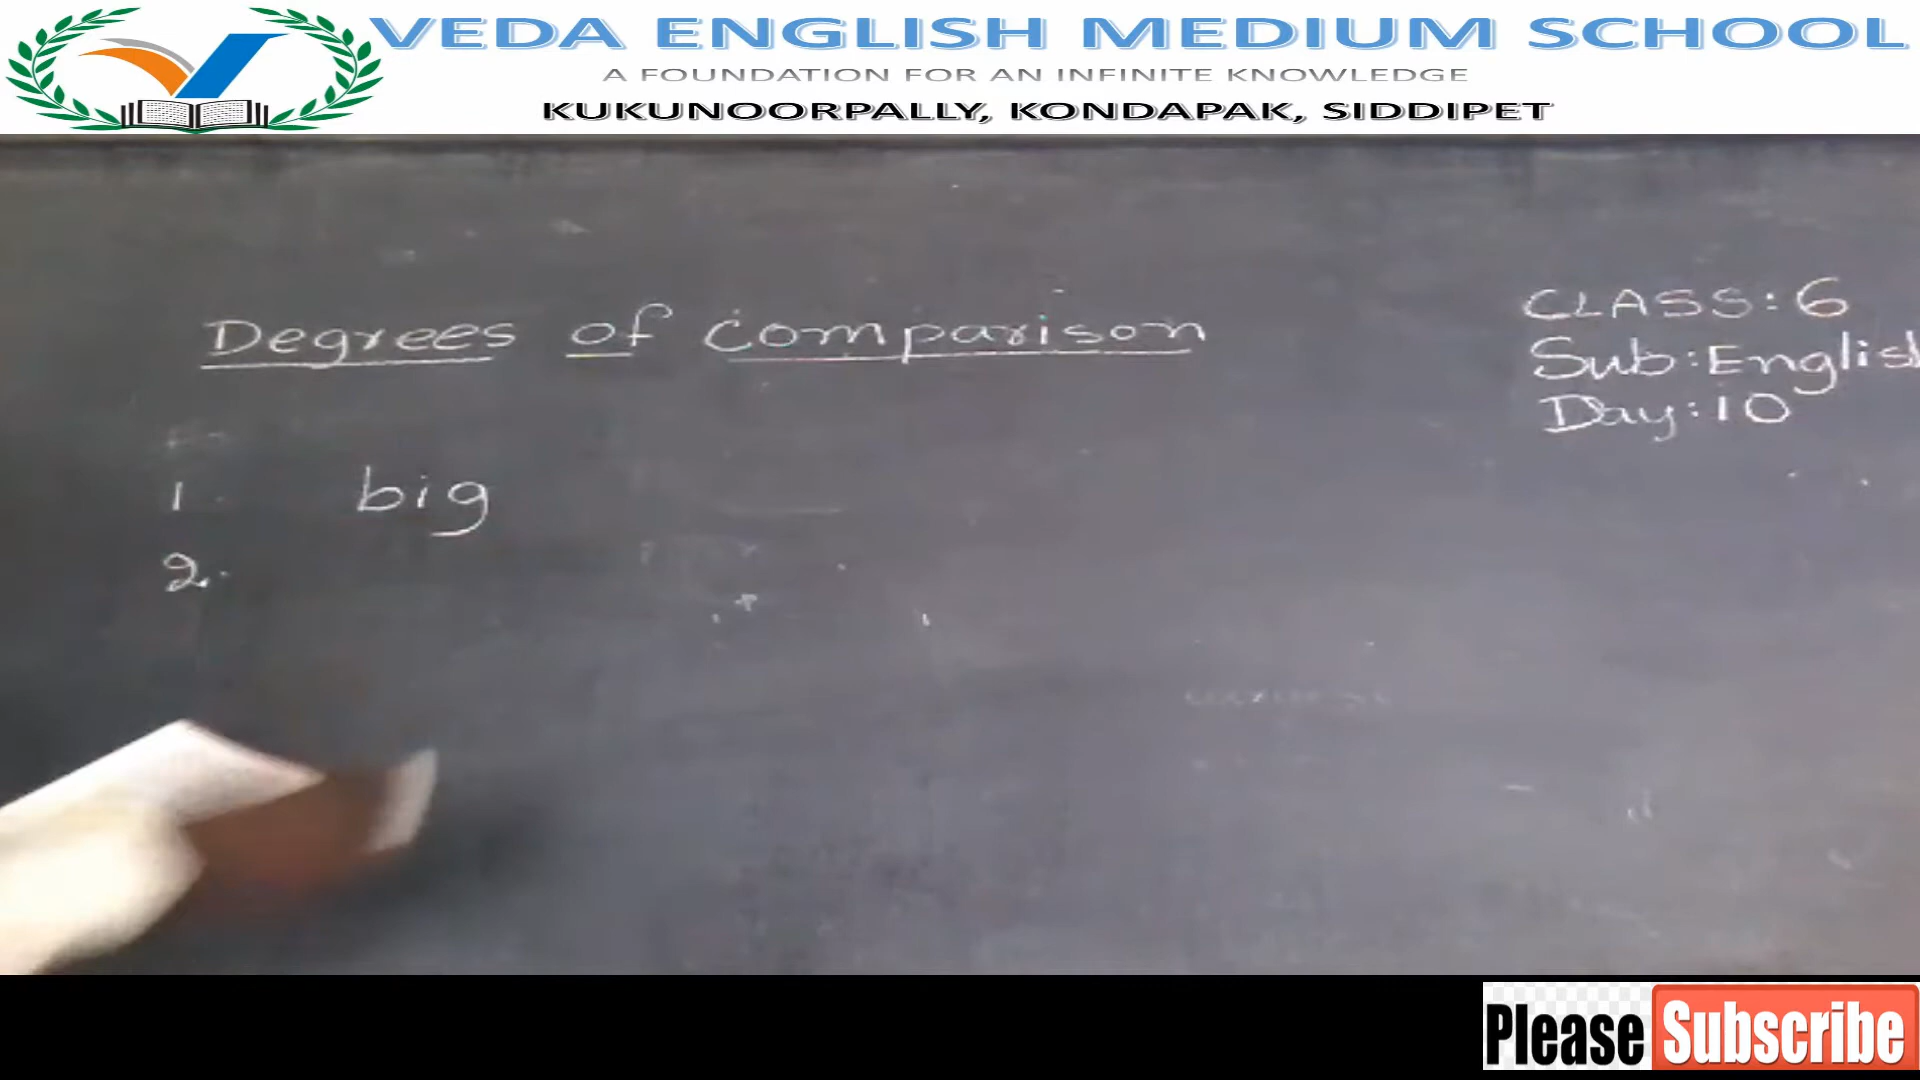 VEDA ENGLISH MEDIUM SCHOOL
A FOUNDATION FOR AN INFINITE KNOWLEDGE
KUKUNOORPALLY, KONDAPAK, SIDDIPET
CLASS: 6
Sub: English
Day: 10
Degrees of Comparison
1. big
2.
Please Subscribe